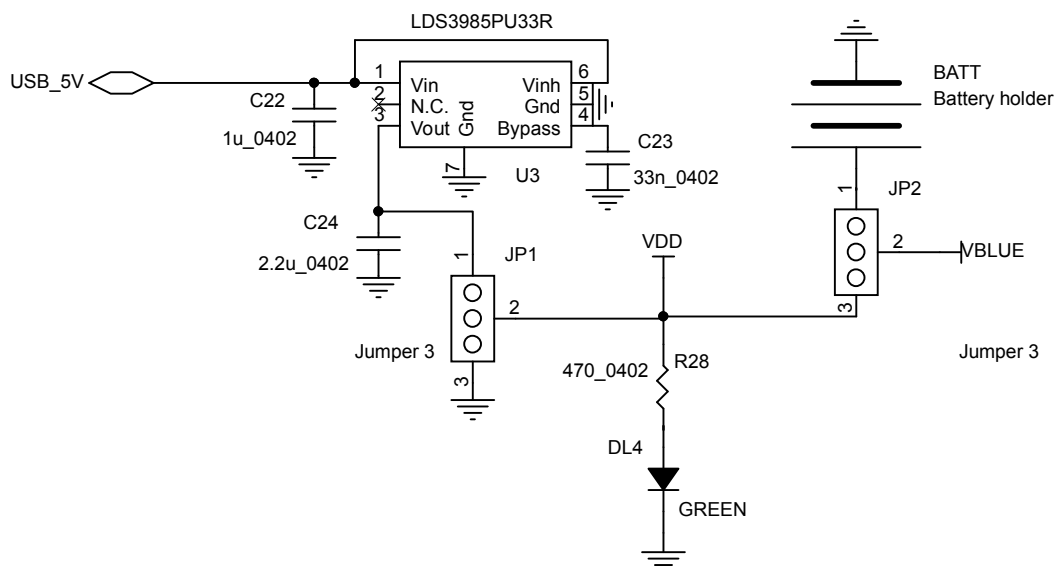 LDS3985PU33R
USB_5V
1
Vin
Vinh
6
2
N.C.
Gnd
5
3
Vout
Gnd
Bypass
4
7
U3
C22
1u_0402
C23
33n_0402
C24
2.2u_0402
BATT
Battery holder
1
JP2
2
VBLUE
3
Jumper 3
VDD
1
JP1
2
Jumper 3
3
470_0402
R28
DL4
GREEN